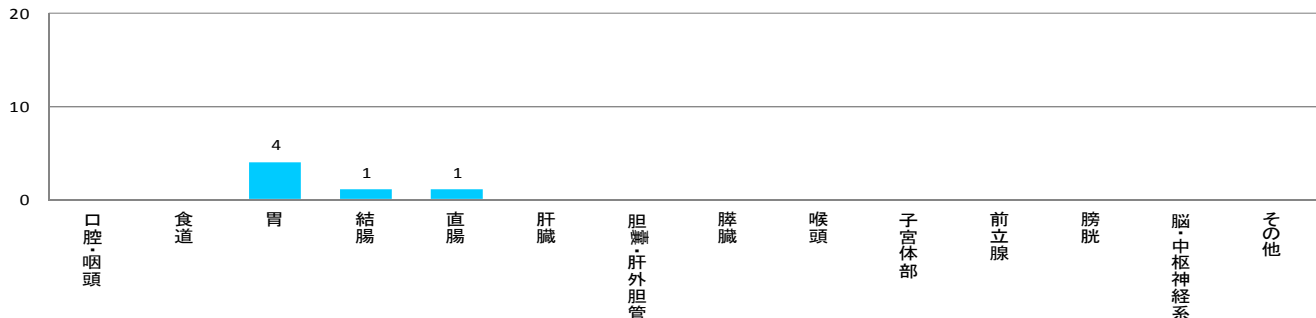 20
10
0
4
1
1
口腔・咽頭
食道
胃
結腸
直腸
肝臓
胆嚢・肝外胆管
膵臓
喉頭
子宮体部
前立腺
膀胱
脳・中枢神経系
その他